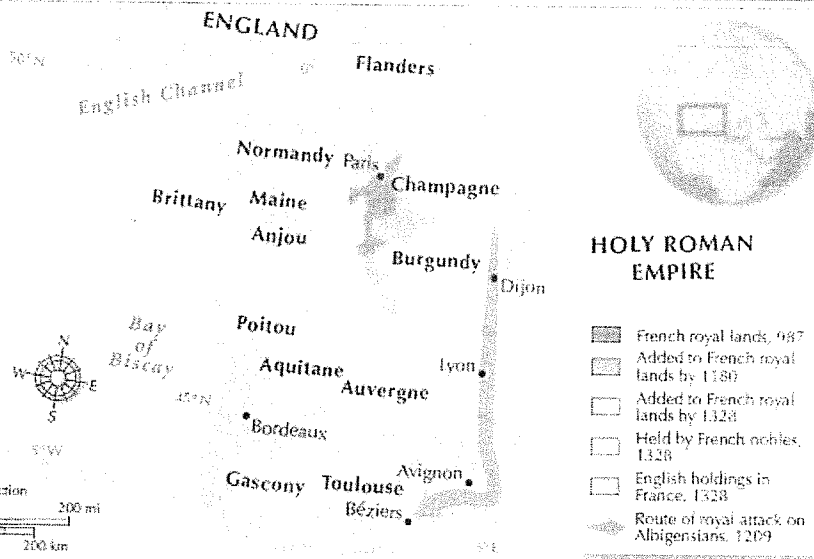 ENGLAND
50°N
0°
Flanders
English Channel
Normandy
Paris
Champagne
Brittany
Maine
Anjou
Burgundy
HOLY ROMAN
EMPIRE
Dijon
Bay
of
Biscay
Poitou
N
W
E
S
Aquitane
Auvergne
Lyon
45°N
Bordeaux
5°W
Gascony
Toulouse
Avignon
Béziers
200 mi
200 km
5°E
French royal lands, 987
Added to French royal
lands by 1180
Added to French royal
lands by 1328
Held by French nobles,
1328
English holdings in
France, 1328
Route of royal attack on
Albigensians, 1209